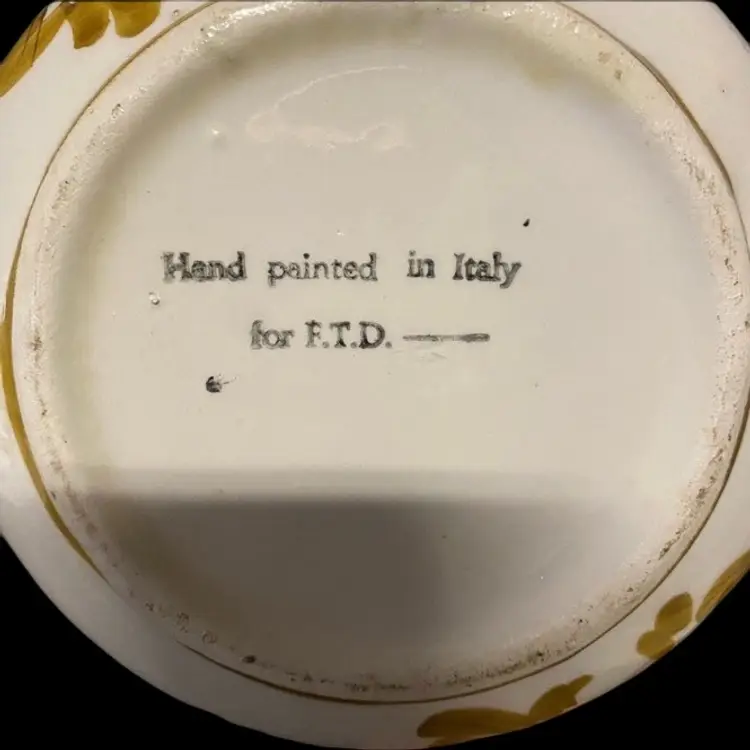 Hand painted in Italy
for F.T.D. —